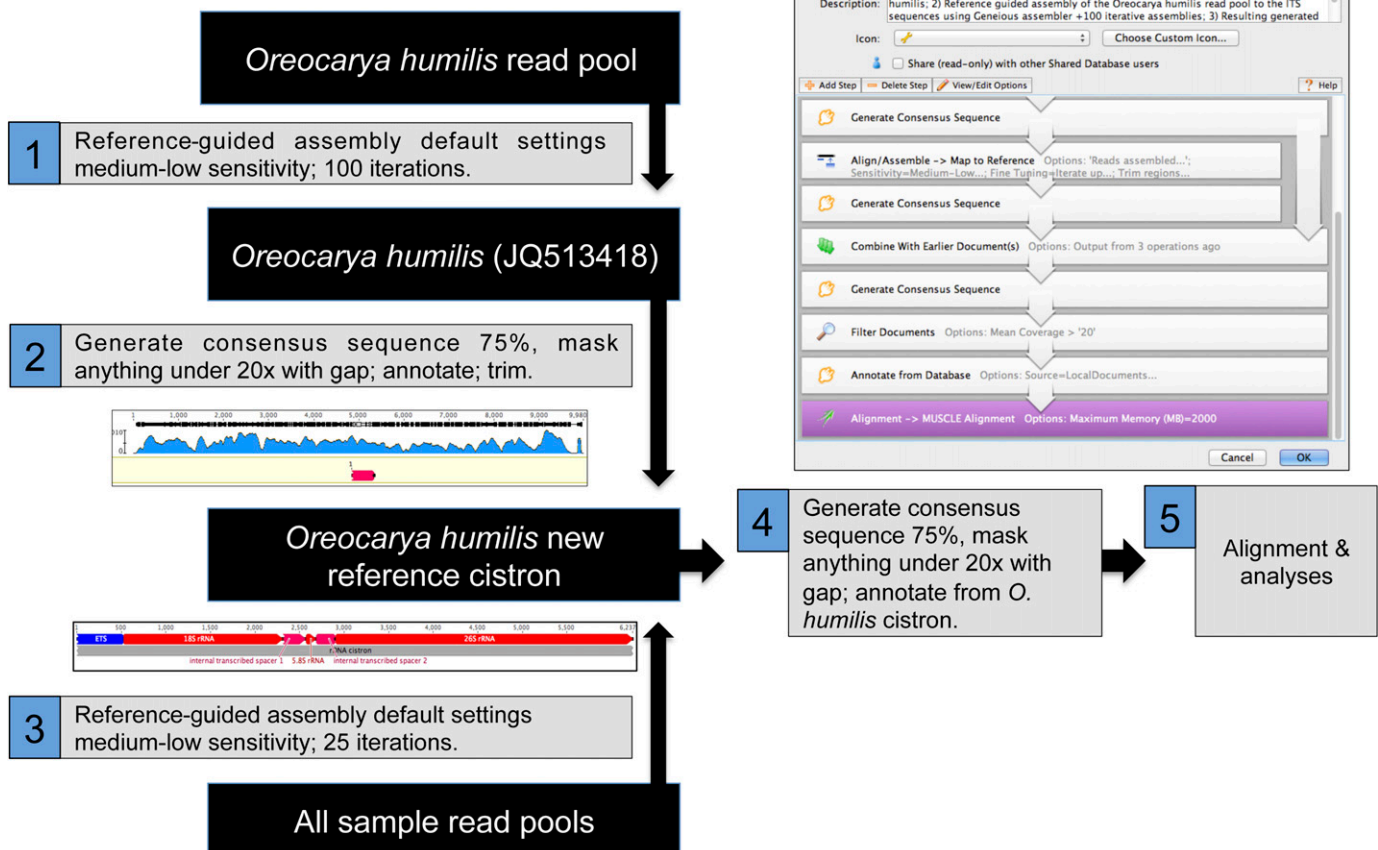 Oreocarya humilis read pool
1
Reference-guided assembly default settings
medium-low sensitivity; 100 iterations.
Oreocarya humilis (JQ513418)
2
Generate consensus sequence 75%, mask
anything under 20x with gap; annotate; trim.
1 1,000 2,000 3,000 4,000 5,000 6,000 7,000 8,000 9,000 9,980
0
1
Oreocarya humilis new
reference cistron
1 500 1,000 1,500 2,000 2,500 3,000 3,500 4,000 4,500 5,000 5,500
ETS 18S rRNA 26S rRNA
cistron
internal transcribed spacer 1 5.8S rRNA internal transcribed spacer 2
3
Reference-guided assembly default settings
medium-low sensitivity; 25 iterations.
All sample read pools
Description: humilis; 2) Reference guided assembly of the Oreocarya humilis read pool to the ITS
sequences using Geneious assembler +100 iterative assemblies; 3) Resulting generated
Icon: Choose Custom Icon...
Share (read-only) with other Shared Database users
Add Step Delete Step View/Edit Options ? Help
Generate Consensus Sequence
Align/Assemble -> Map to Reference Options: 'Reads assembled...';
Sensitivity=Medium-Low...; Fine Tuning=Iterate up...; Trim regions...
Generate Consensus Sequence
Combine With Earlier Document(s) Options: Output from 3 operations ago
Generate Consensus Sequence
Filter Documents Options: Mean Coverage > '20'
Annotate from Database Options: Source=LocalDocuments...
Alignment -> MUSCLE Alignment Options: Maximum Memory (MB)=2000
Cancel OK
4
Generate consensus
sequence 75%, mask
anything under 20x with
gap; annotate from O.
humilis cistron.
5
Alignment &
analyses